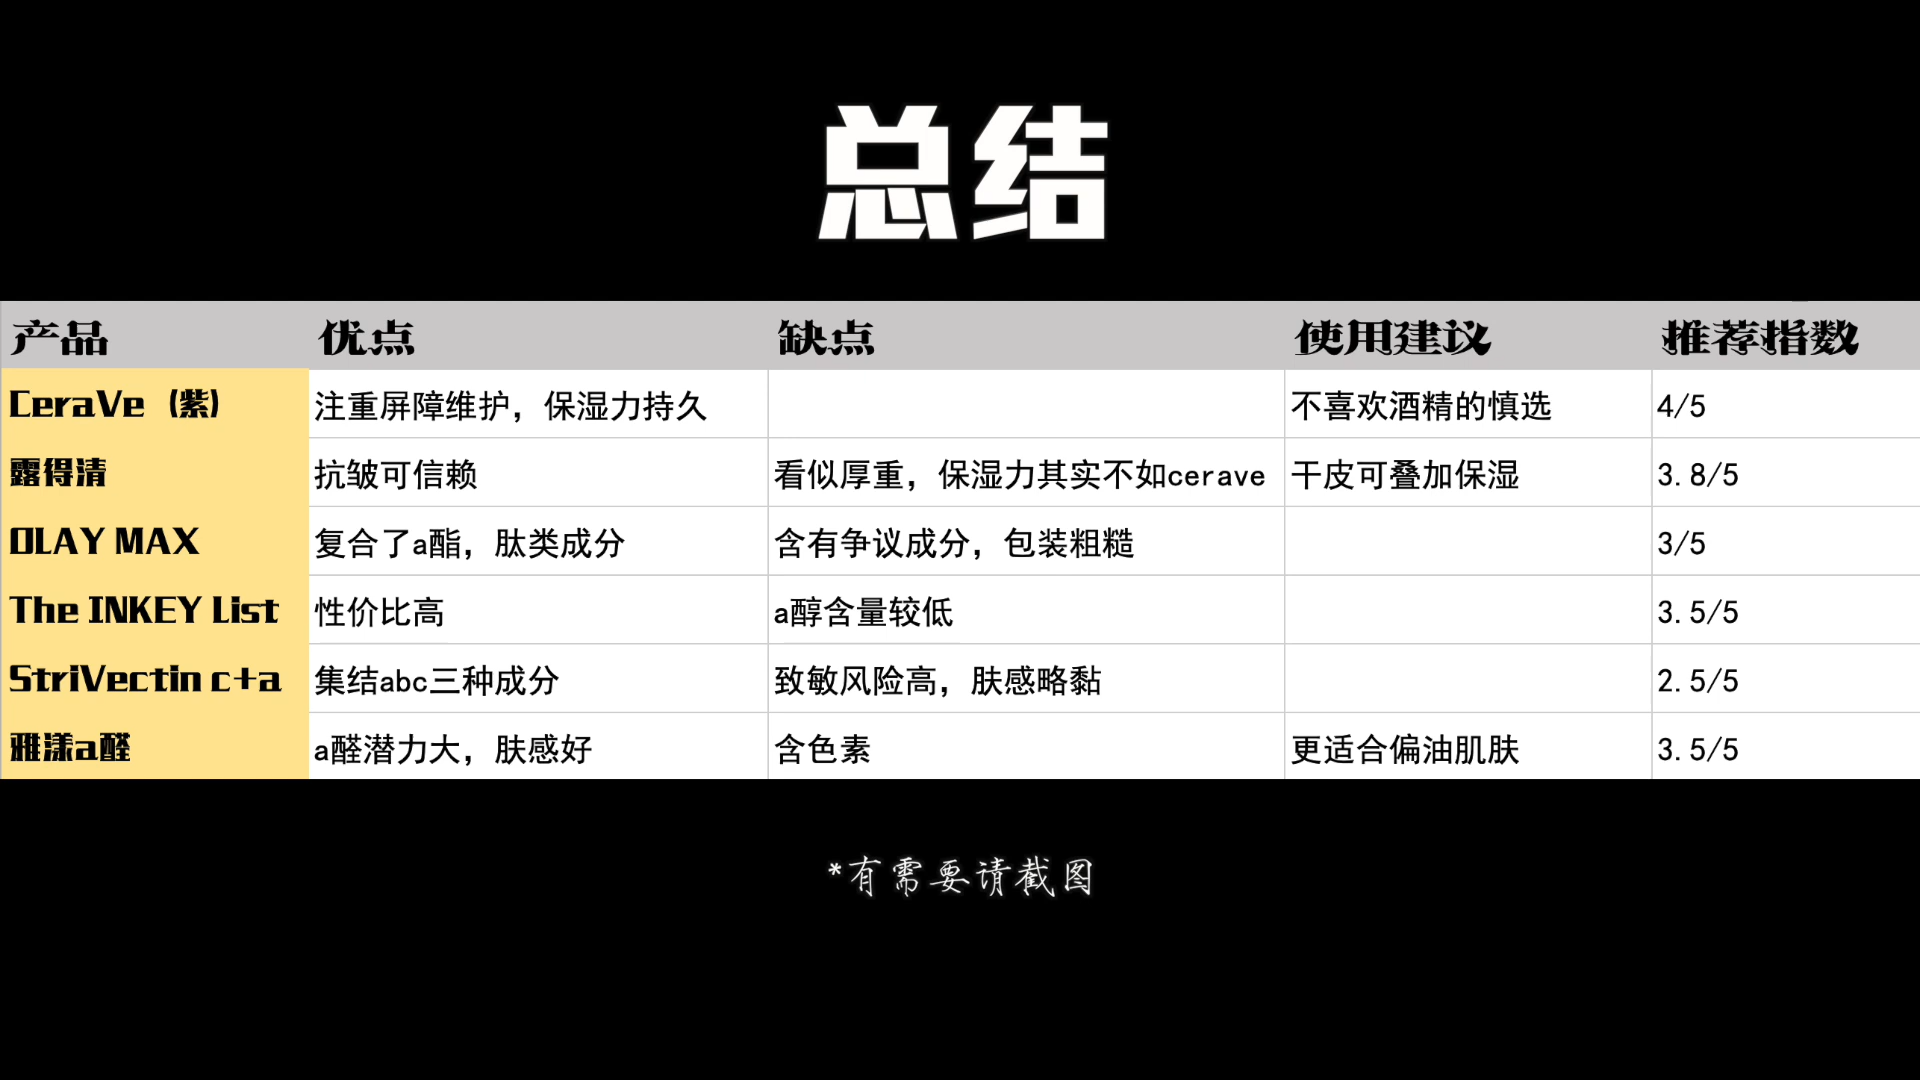 总结
产品 优点 缺点 使用建议 推荐指数
CeraVe（紫） 注重屏障维护，保湿力持久 不喜欢酒精的慎选 4/5
露得清 抗皱可信赖 看似厚重，保湿力其实不如cerave 干皮可叠加保湿 3.8/5
OLAY MAX 复合了a酯，肽类成分 含有争议成分，包装粗糙 3/5
The INKEY List 性价比高 a醇含量较低 3.5/5
StriVectin c+a 集结abc三种成分 致敏风险高，肤感略黏 2.5/5
雅漾a醛 a醛潜力大，肤感好 含色素 更适合偏油肌肤 3.5/5
*有需要请截图